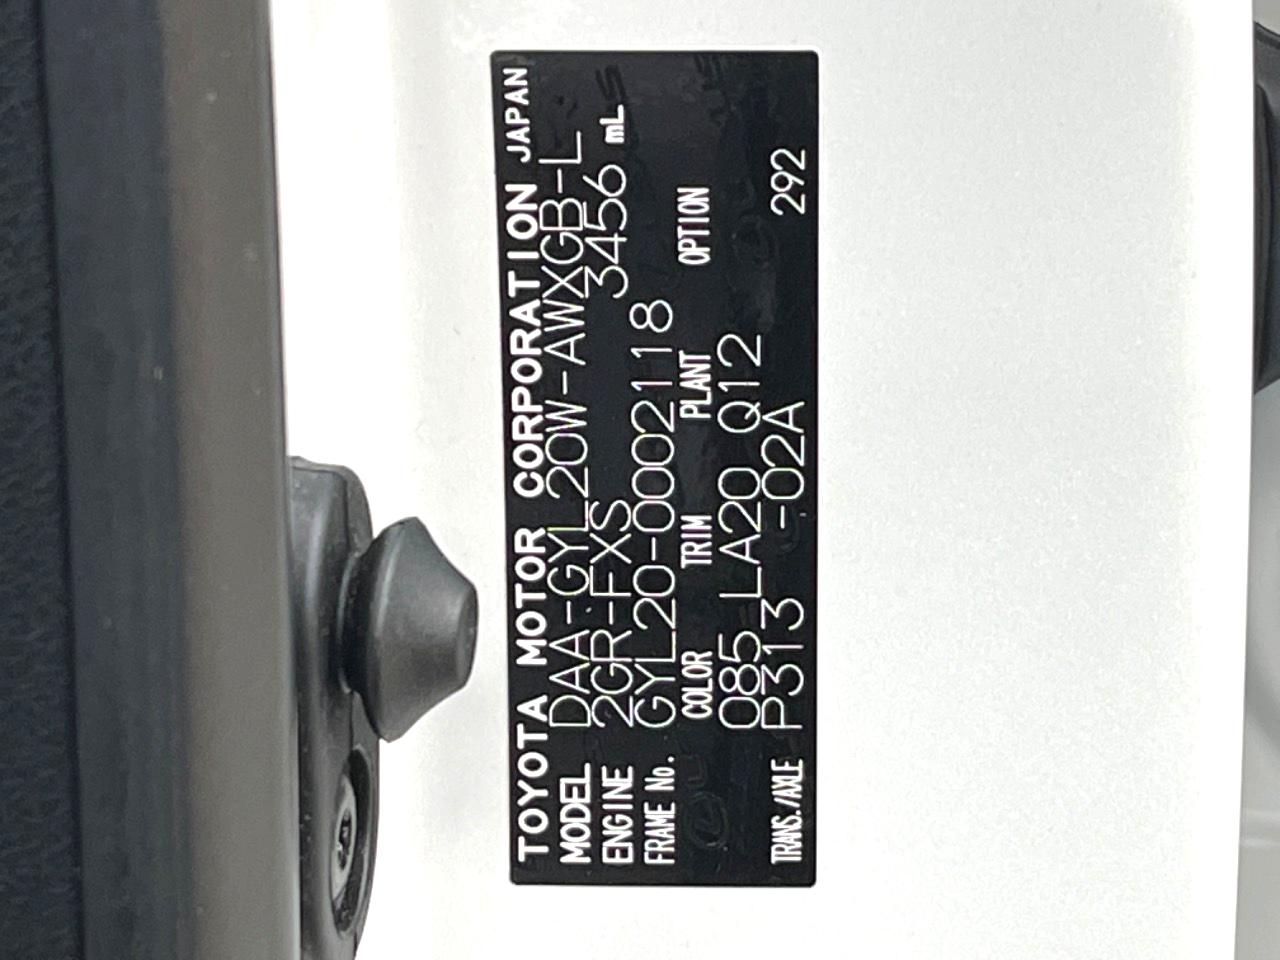 TOYOTA MOTOR CORPORATION JAPAN
MODEL DAA-GYL20W-AWXGB-L
ENGINE 2GR-FXS 3456 mL
FRAME No. GYL20-0002118
COLOR TRIM PLANT OPTION
085 LA20 Q12
TRANS./AXLE P313 -02A 292